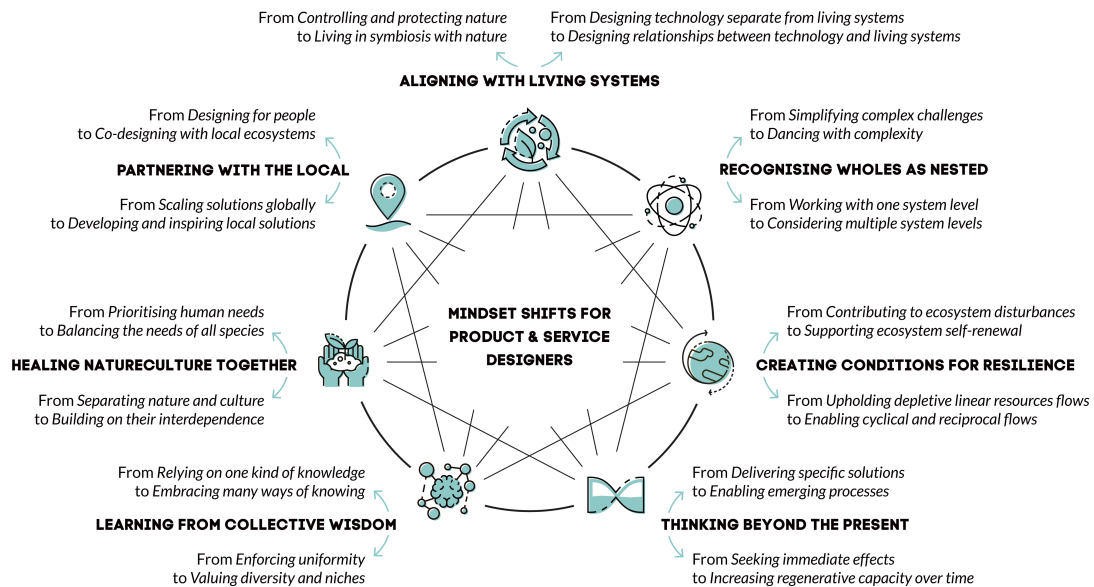 From Controlling and protecting nature
to Living in symbiosis with nature
From Designing technology separate from living systems
to Designing relationships between technology and living systems
ALIGNING WITH LIVING SYSTEMS
From Designing for people
to Co-designing with local ecosystems
PARTNERING WITH THE LOCAL
From Scaling solutions globally
to Developing and inspiring local solutions
From Simplifying complex challenges
to Dancing with complexity
RECOGNISING WHOLES AS NESTED
From Working with one system level
to Considering multiple system levels
MINDSET SHIFTS FOR
PRODUCT & SERVICE
DESIGNERS
From Prioritising human needs
to Balancing the needs of all species
HEALING NATURECULTURE TOGETHER
From Separating nature and culture
to Building on their interdependence
From Contributing to ecosystem disturbances
to Supporting ecosystem self-renewal
CREATING CONDITIONS FOR RESILIENCE
From Upholding depletive linear resources flows
to Enabling cyclical and reciprocal flows
From Relying on one kind of knowledge
to Embracing many ways of knowing
LEARNING FROM COLLECTIVE WISDOM
From Enforcing uniformity
to Valuing diversity and niches
From Delivering specific solutions
to Enabling emerging processes
THINKING BEYOND THE PRESENT
From Seeking immediate effects
to Increasing regenerative capacity over time